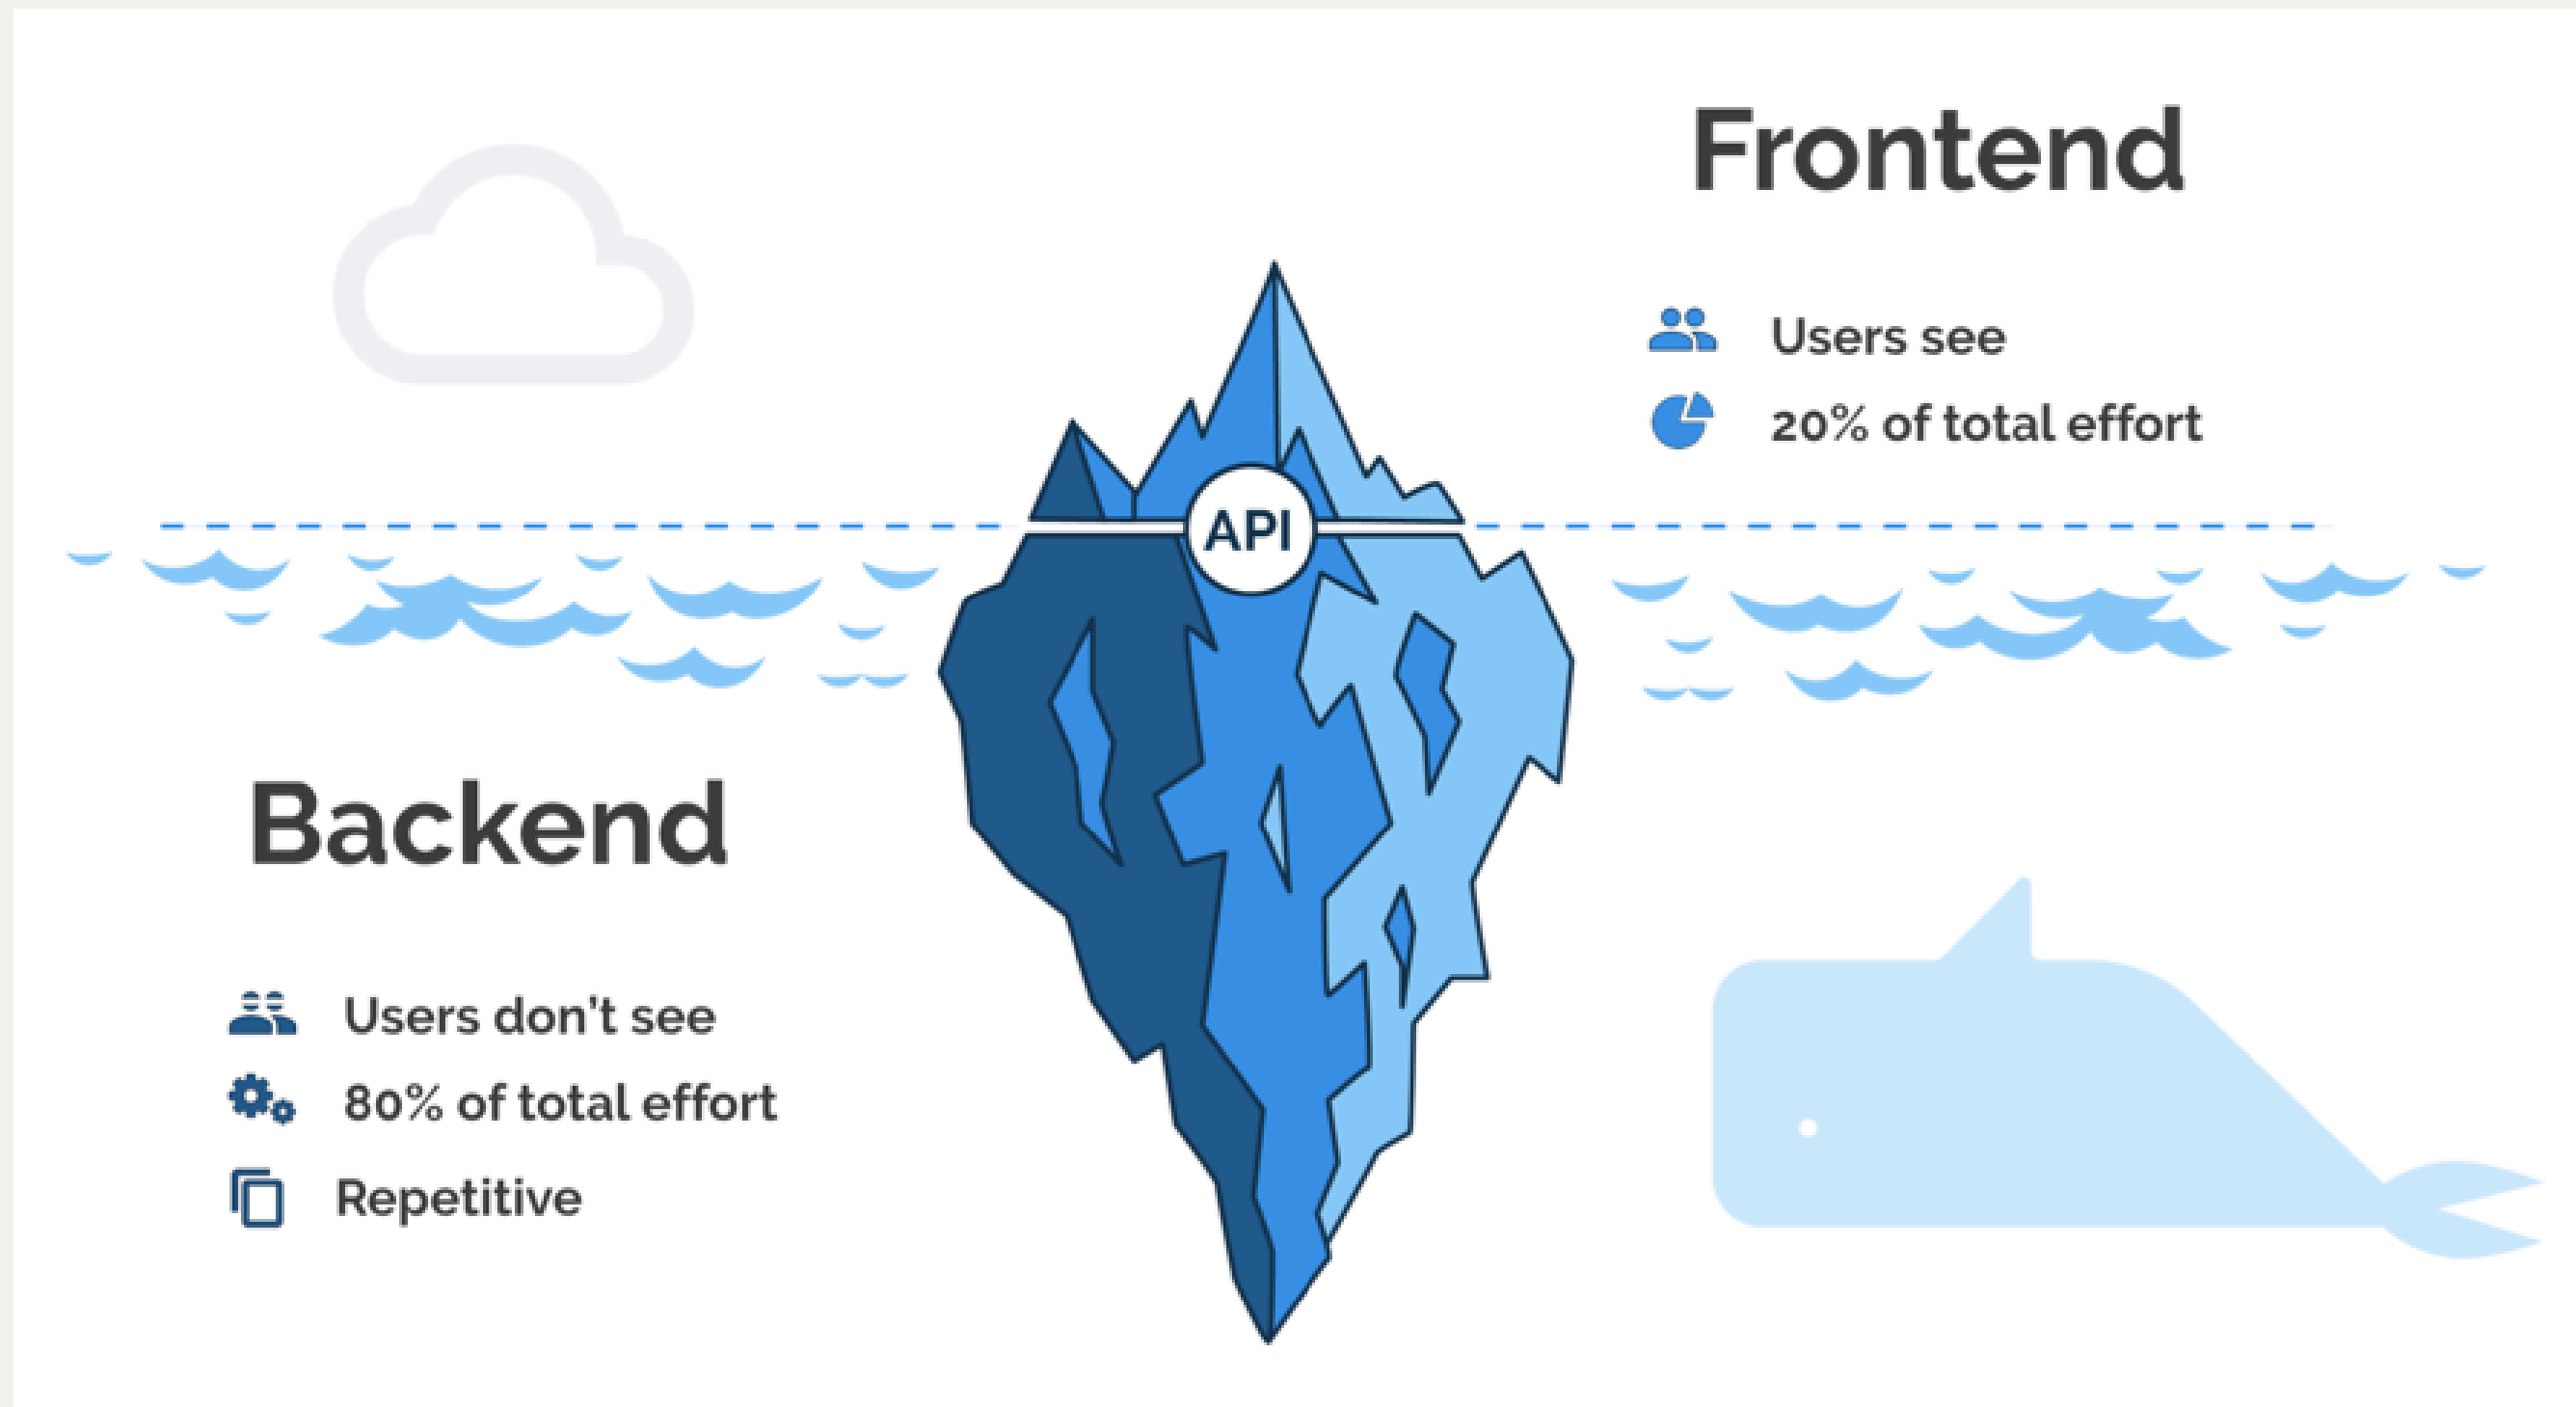 Frontend
Users see
20% of total effort
API
Backend
Users don't see
80% of total effort
Repetitive